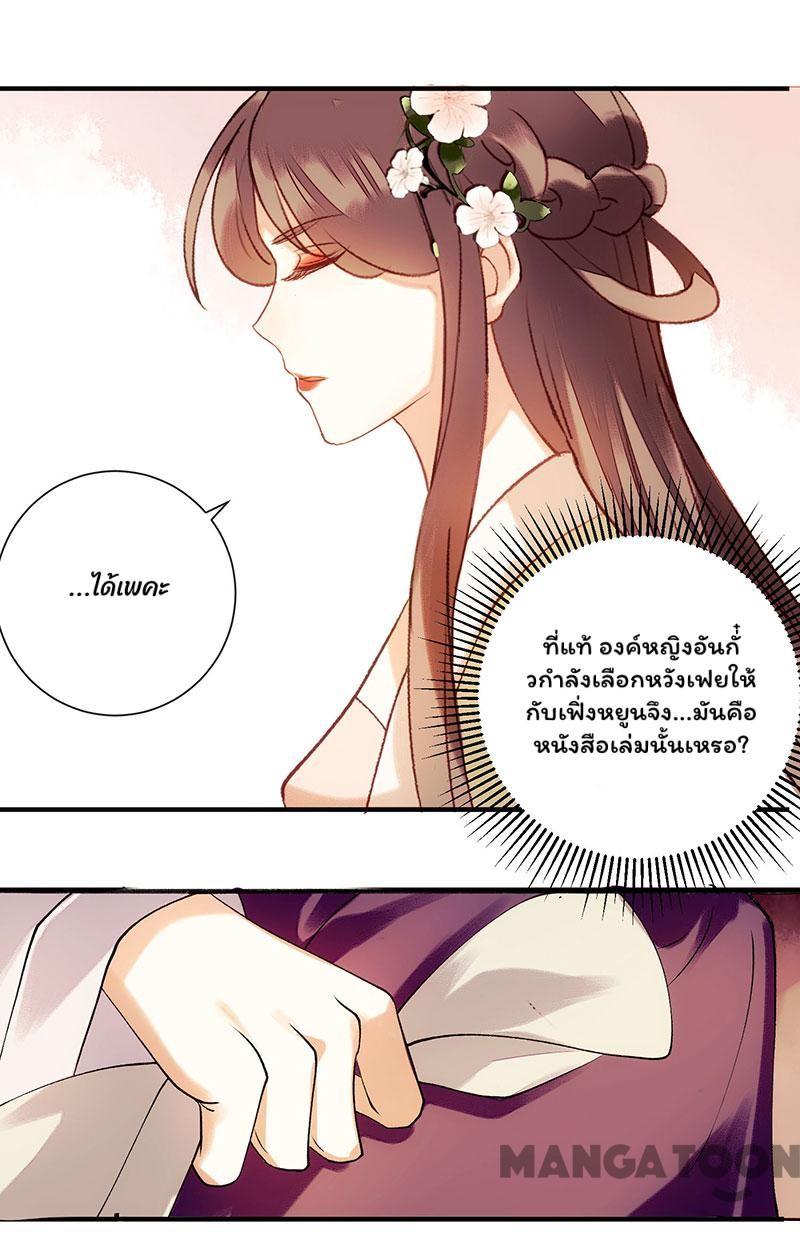 ...ได้เพคะ
ที่แท้ องค์หญิงอันกั๋
วกำลังเลือกหวังเฟยให้
กับเฟิ่งหยูนจึง...มันคือ
หนังสือเล่มนั้นเหรอ?
MANGATOON